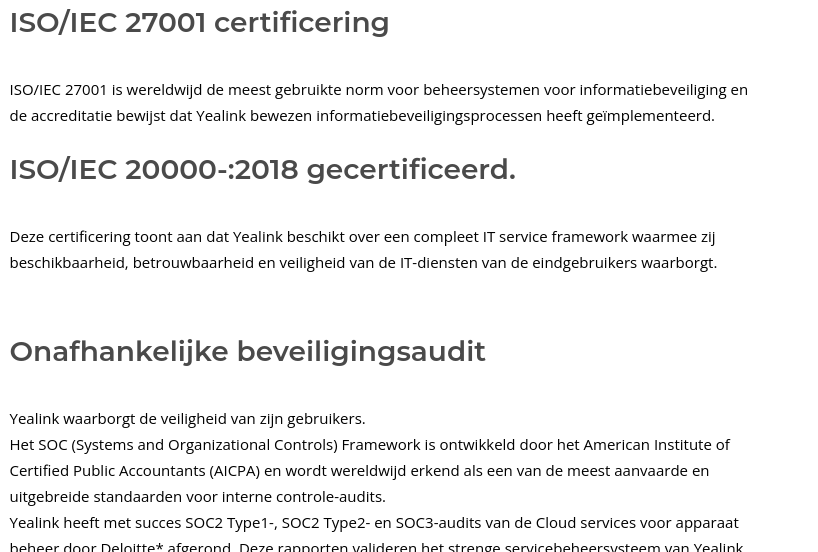 ISO/IEC 27001 certificering
ISO/IEC 27001 is wereldwijd de meest gebruikte norm voor beheersystemen voor informatiebeveiliging en
de accreditatie bewijst dat Yealink bewezen informatiebeveiligingsprocessen heeft geïmplementeerd.
ISO/IEC 20000-:2018 gecertificeerd.
Deze certificering toont aan dat Yealink beschikt over een compleet IT service framework waarmee zij
beschikbaarheid, betrouwbaarheid en veiligheid van de IT-diensten van de eindgebruikers waarborgt.
Onafhankelijke beveiligingsaudit
Yealink waarborgt de veiligheid van zijn gebruikers.
Het SOC (Systems and Organizational Controls) Framework is ontwikkeld door het American Institute of
Certified Public Accountants (AICPA) en wordt wereldwijd erkend als een van de meest aanvaarde en
uitgebreide standaarden voor interne controle-audits.
Yealink heeft met succes SOC2 Type1-, SOC2 Type2- en SOC3-audits van de Cloud services voor apparaat
beheer door Deloitte* afgerond. Deze rapporten valideren het strenge servicebeheersysteem van Yealink